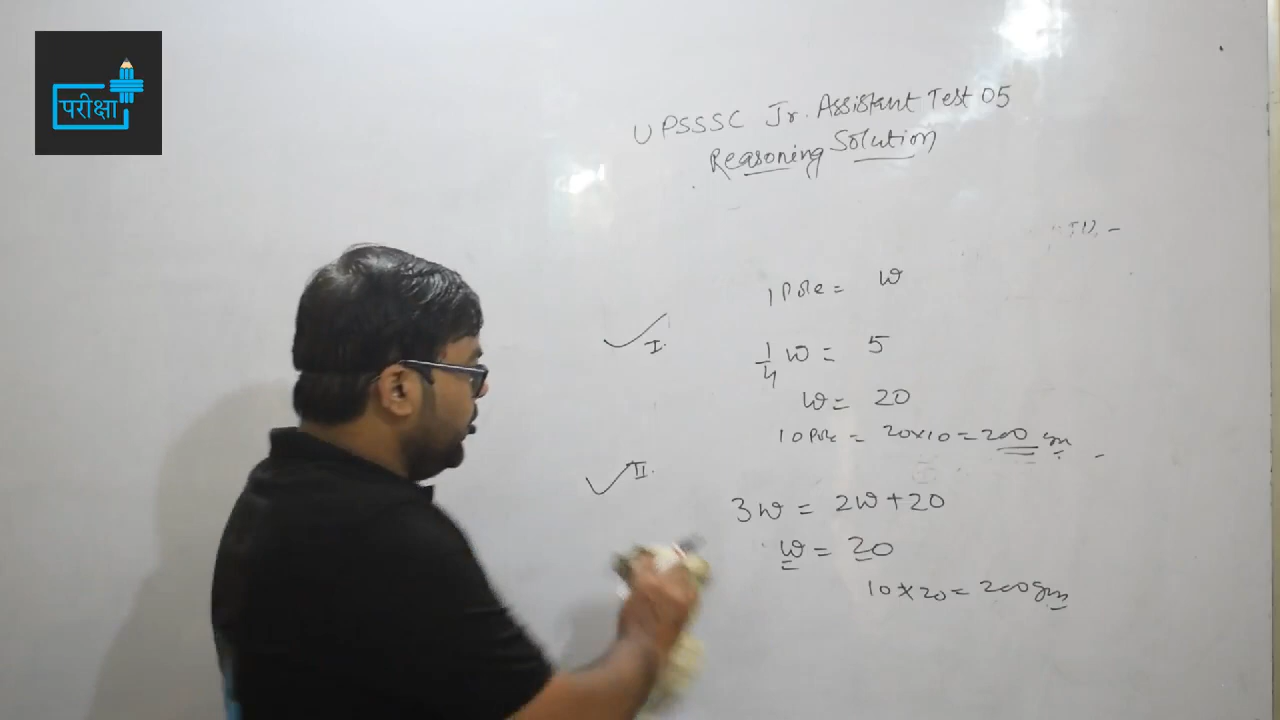 परीक्षा
UPSSSC Jr. Assistant Test 05
Reasoning Solution
1 Pole = w
I.
1/4 w = 5
w = 20
10 Pole = 20×10 = 200 gm
II.
3w = 2w + 20
w = 20
10 × 20 = 200 gm